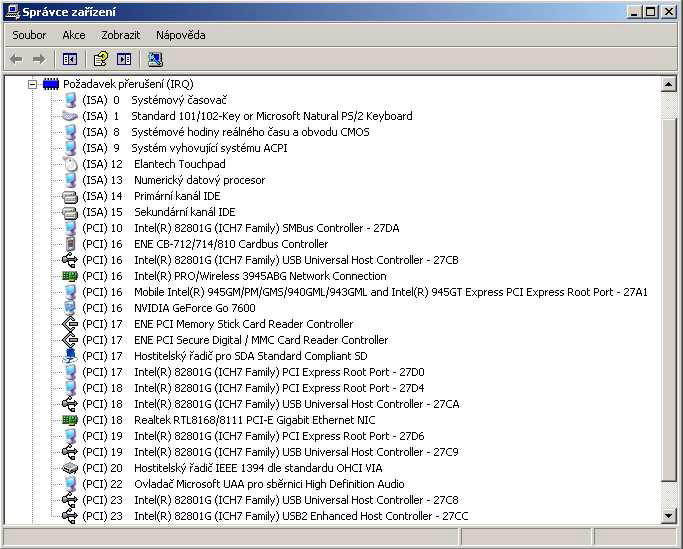 Správce zařízení
Soubor Akce Zobrazit Nápověda
Požadavek přerušení (IRQ)
(ISA) 0 Systémový časovač
(ISA) 1 Standard 101/102-Key or Microsoft Natural PS/2 Keyboard
(ISA) 8 Systémové hodiny reálného času a obvodu CMOS
(ISA) 9 Systém vyhovující systému ACPI
(ISA) 12 Elantech Touchpad
(ISA) 13 Numerický datový procesor
(ISA) 14 Primární kanál IDE
(ISA) 15 Sekundární kanál IDE
(PCI) 10 Intel(R) 82801G (ICH7 Family) SMBus Controller - 27DA
(PCI) 16 ENE CB-712/714/810 Cardbus Controller
(PCI) 16 Intel(R) 82801G (ICH7 Family) USB Universal Host Controller - 27CB
(PCI) 16 Intel(R) PRO/Wireless 3945ABG Network Connection
(PCI) 16 Mobile Intel(R) 945GM/PM/GMS/940GML/943GML and Intel(R) 945GT Express PCI Express Root Port - 27A1
(PCI) 16 NVIDIA GeForce Go 7600
(PCI) 17 ENE PCI Memory Stick Card Reader Controller
(PCI) 17 ENE PCI Secure Digital / MMC Card Reader Controller
(PCI) 17 Hostitelský řadič pro SDA Standard Compliant SD
(PCI) 17 Intel(R) 82801G (ICH7 Family) PCI Express Root Port - 27D0
(PCI) 18 Intel(R) 82801G (ICH7 Family) PCI Express Root Port - 27D4
(PCI) 18 Intel(R) 82801G (ICH7 Family) USB Universal Host Controller - 27CA
(PCI) 18 Realtek RTL8168/8111 PCI-E Gigabit Ethernet NIC
(PCI) 19 Intel(R) 82801G (ICH7 Family) PCI Express Root Port - 27D6
(PCI) 19 Intel(R) 82801G (ICH7 Family) USB Universal Host Controller - 27C9
(PCI) 20 Hostitelský řadič IEEE 1394 dle standardu OHCI VIA
(PCI) 22 Ovladač Microsoft UAA pro sběrnici High Definition Audio
(PCI) 23 Intel(R) 82801G (ICH7 Family) USB Universal Host Controller - 27C8
(PCI) 23 Intel(R) 82801G (ICH7 Family) USB2 Enhanced Host Controller - 27CC